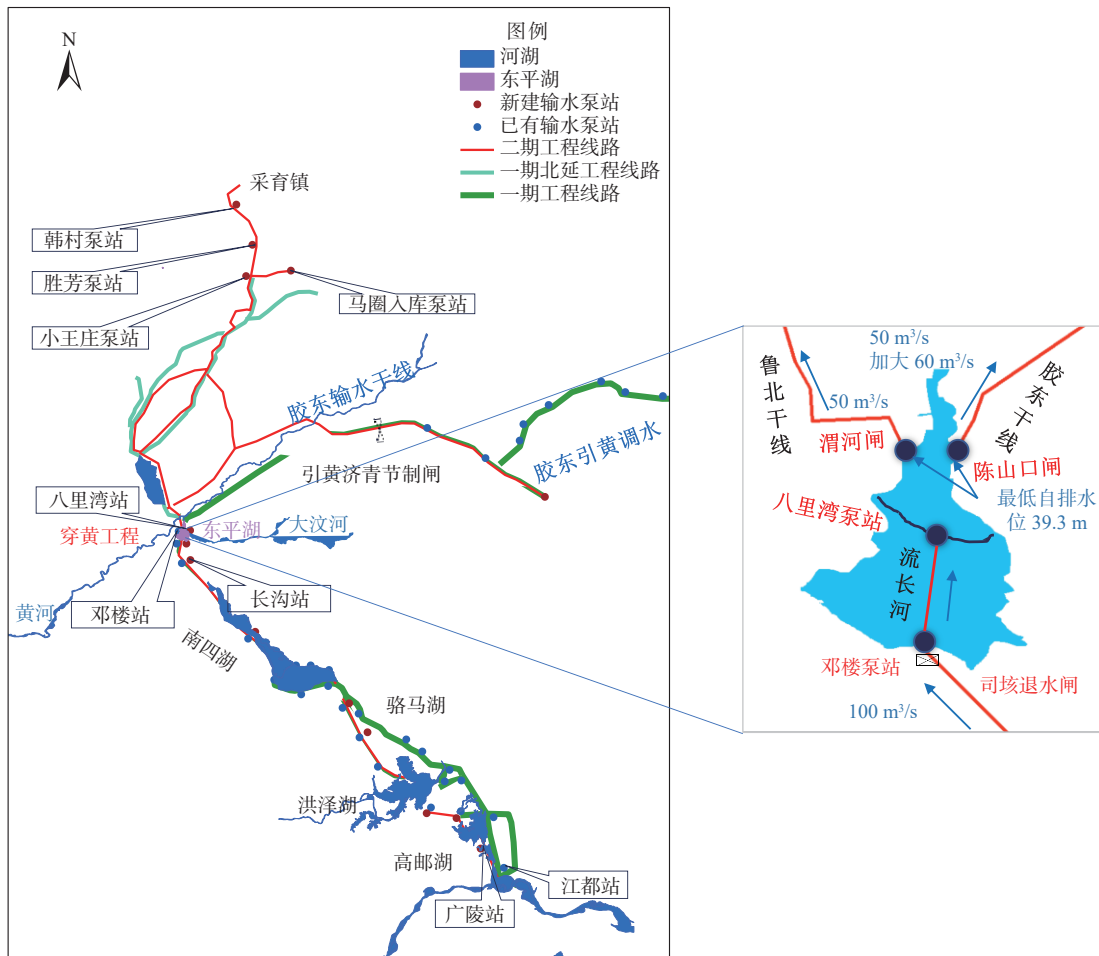 N
图例
河湖
东平湖
新建输水泵站
已有输水泵站
二期工程线路
一期北延工程线路
一期工程线路
采育镇
韩村泵站
胜芳泵站
马圈入库泵站
小王庄泵站
胶东输水干线
胶东引黄调水
引黄济青节制闸
八里湾站
穿黄工程
东平湖
大汶河
长沟站
邓楼站
黄河
南四湖
骆马湖
洪泽湖
高邮湖
江都站
广陵站
50 m³/s
加大 60 m³/s
鲁北干线
50 m³/s
胶东干线
渭河闸
陈山口闸
最低自排水
位 39.3 m
八里湾泵站
流长河
邓楼泵站
司垓退水闸
100 m³/s